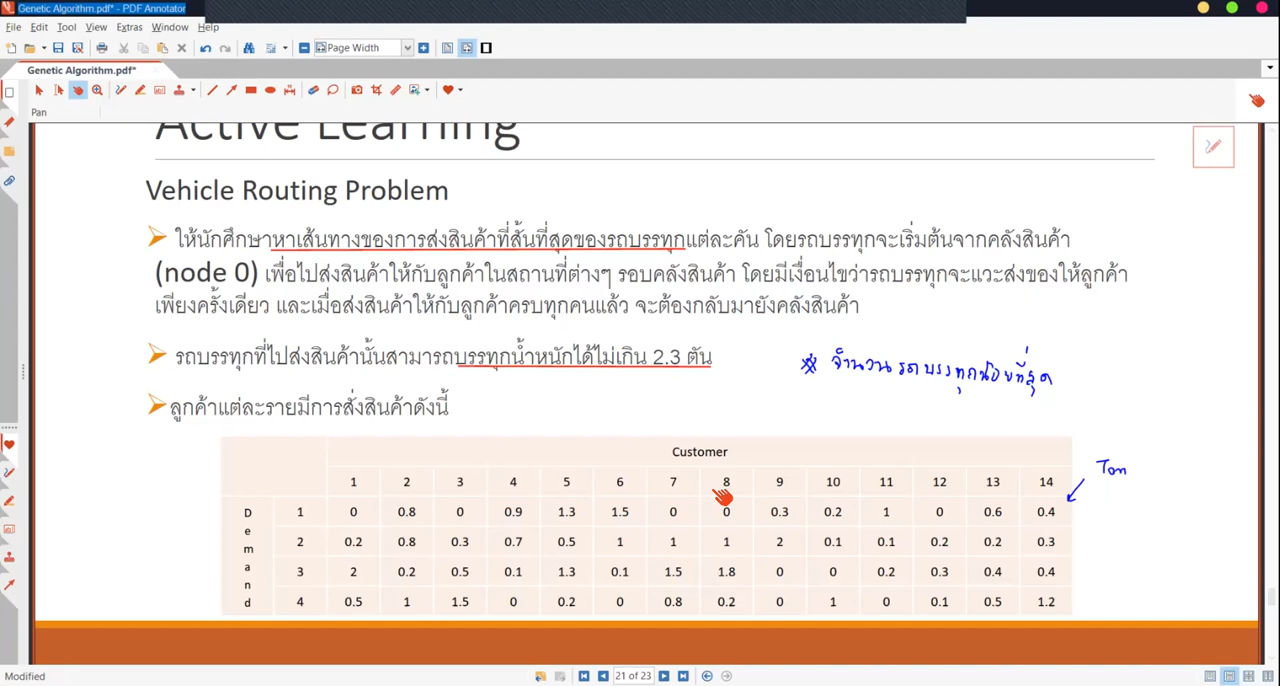 Genetic Algorithm.pdf* - PDF Annotator
File Edit Tool View Extras Window Help
Page Width
Genetic Algorithm.pdf*
Pan
Active Learning
Vehicle Routing Problem
ให้นักศึกษาหาเส้นทางของการส่งสินค้าที่สั้นที่สุดของรถบรรทุกแต่ละคัน โดยรถบรรทุกจะเริ่มต้นจากคลังสินค้า
(node 0) เพื่อไปส่งสินค้าให้กับลูกค้าในสถานที่ต่างๆ รอบคลังสินค้า โดยมีเงื่อนไขว่ารถบรรทุกจะแวะส่งของให้ลูกค้า
เพียงครั้งเดียว และเมื่อส่งสินค้าให้กับลูกค้าครบทุกคนแล้ว จะต้องกลับมายังคลังสินค้า
รถบรรทุกที่ไปส่งสินค้านั้นสามารถบรรทุกน้ำหนักได้ไม่เกิน 2.3 ตัน
* จำนวนรถบรรทุกน้อยที่สุด
ลูกค้าแต่ละรายมีการสั่งสินค้าดังนี้
Customer
Ton
1 2 3 4 5 6 7 8 9 10 11 12 13 14
Demand
1 0 0.8 0 0.9 1.3 1.5 0 0 0.3 0.2 1 0 0.6 0.4
2 0.2 0.8 0.3 0.7 0.5 1 1 1 2 0.1 0.1 0.2 0.2 0.3
3 2 0.2 0.5 0.1 1.3 0.1 1.5 1.8 0 0 0.2 0.3 0.4 0.4
4 0.5 1 1.5 0 0.2 0 0.8 0.2 0 1 0 0.1 0.5 1.2
Modified
21 of 23